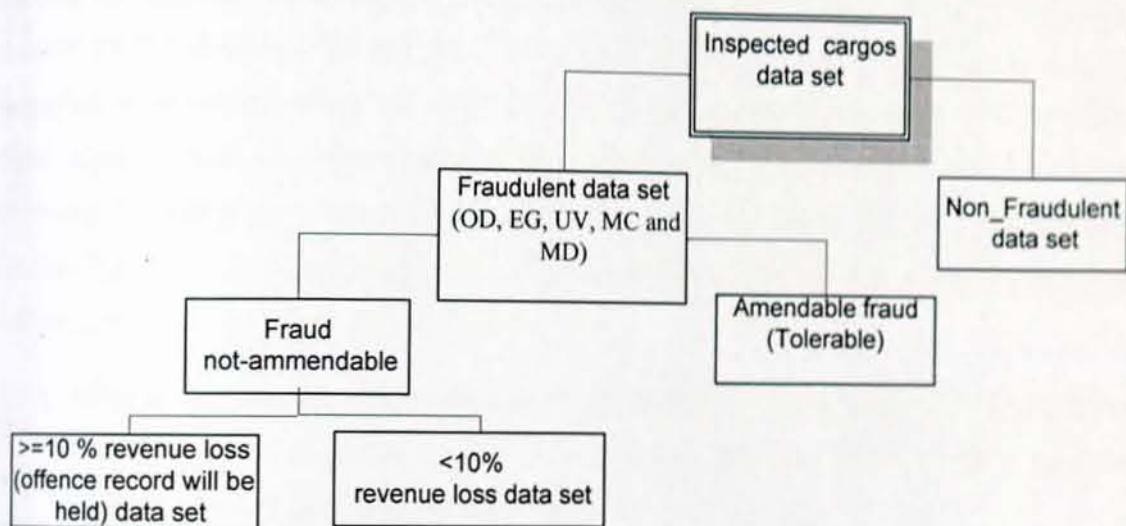 Inspected cargos
data set
Fraudulent data set
(OD, EG, UV, MC and
MD)
Non_Fraudulent
data set
Fraud
not-ammendable
Amendable fraud
(Tolerable)
>=10 % revenue loss
(offence record will be
held) data set
<10%
revenue loss data set